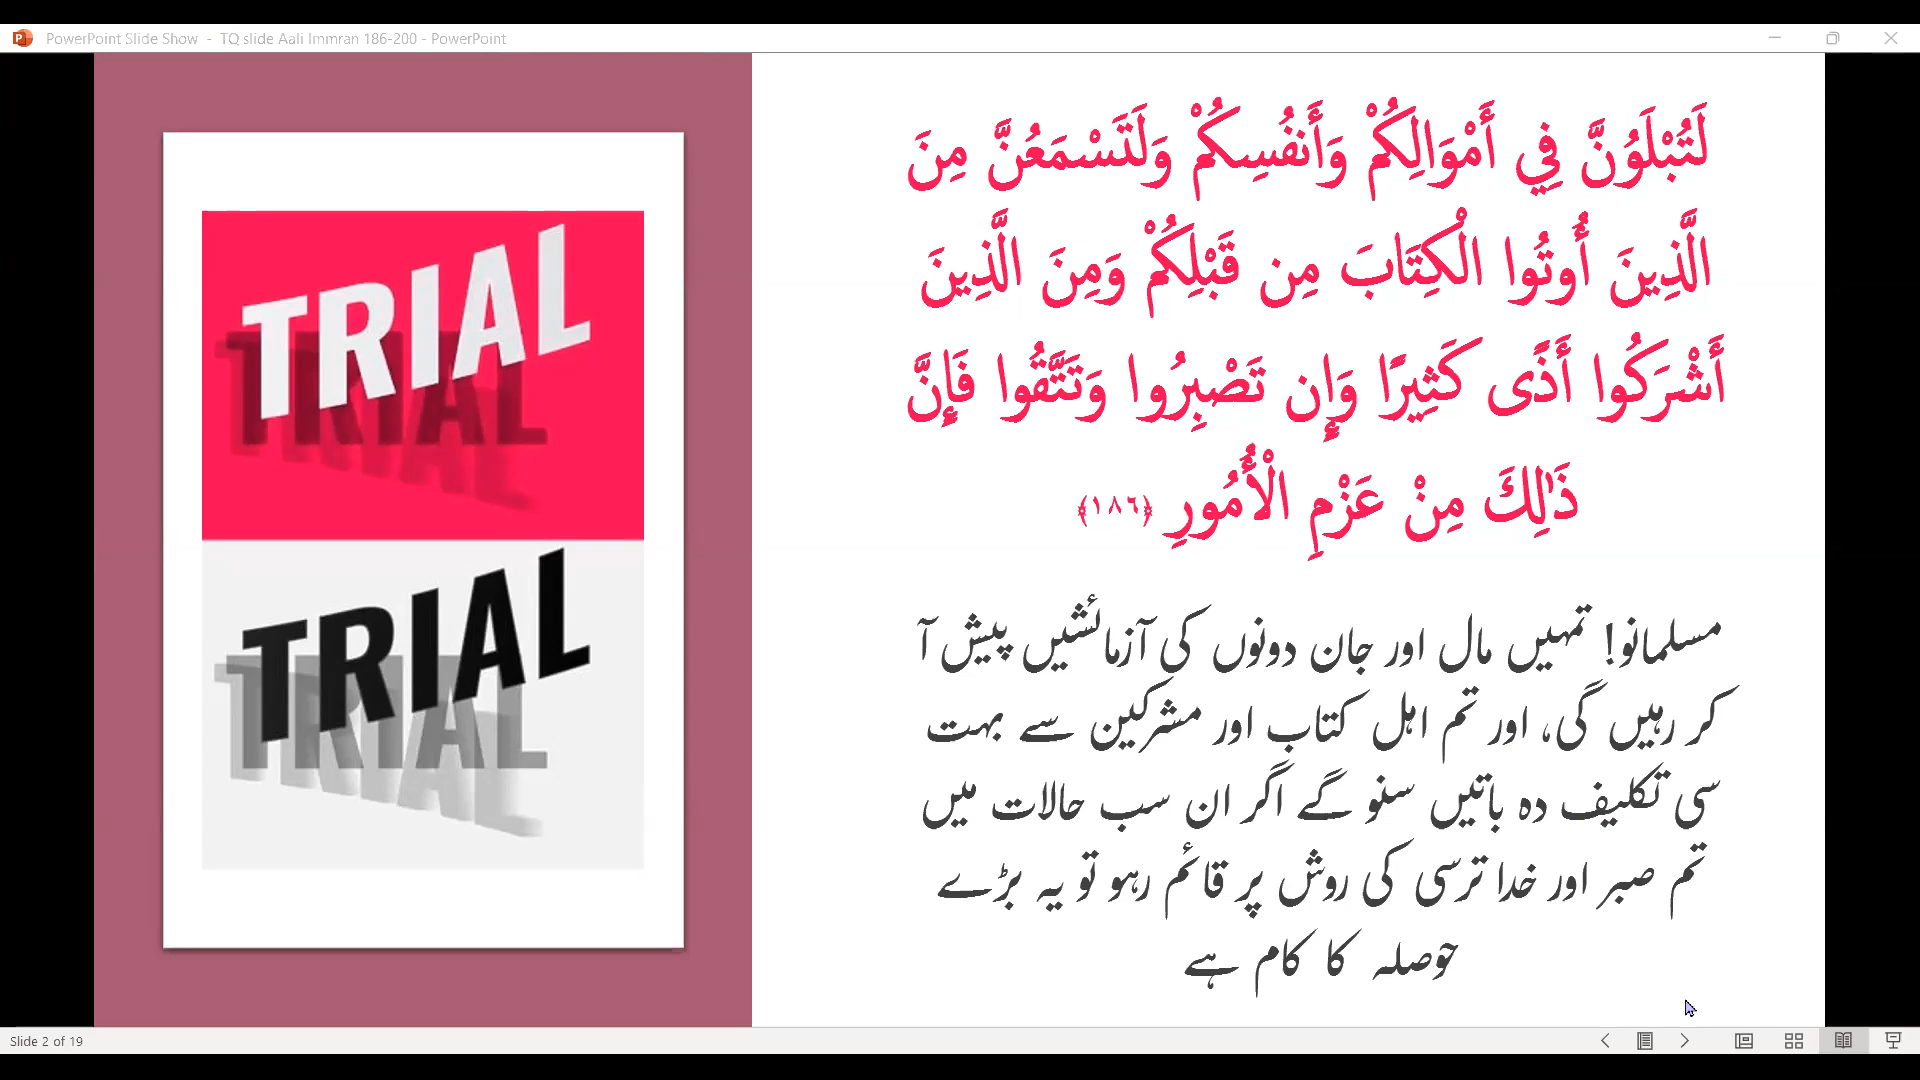 PowerPoint Slide Show - TQ slide Aali Immran 186-200 - PowerPoint
TRIAL
TRIAL
TRIAL
TRIAL
TRIAL
TRIAL
لَتُبْلَوُنَّ فِي أَمْوَالِكُمْ وَأَنفُسِكُمْ وَلَتَسْمَعُنَّ مِنَ
الَّذِينَ أُوتُوا الْكِتَابَ مِن قَبْلِكُمْ وَمِنَ الَّذِينَ
أَشْرَكُوا أَذًى كَثِيرًا وَإِن تَصْبِرُوا وَتَتَّقُوا فَإِنَّ
ذَٰلِكَ مِنْ عَزْمِ الْأُمُورِ ﴿١٨٦﴾
مسلمانو! تمہیں مال اور جان دونوں کی آزمائشیں پیش آ
کر رہیں گی، اور تم اہل کتاب اور مشرکین سے بہت
سی تکلیف دہ باتیں سنو گے اگر ان سب حالات میں
تم صبر اور خدا ترسی کی روش پر قائم رہو تو یہ بڑے
حوصلہ کا کام ہے
Slide 2 of 19